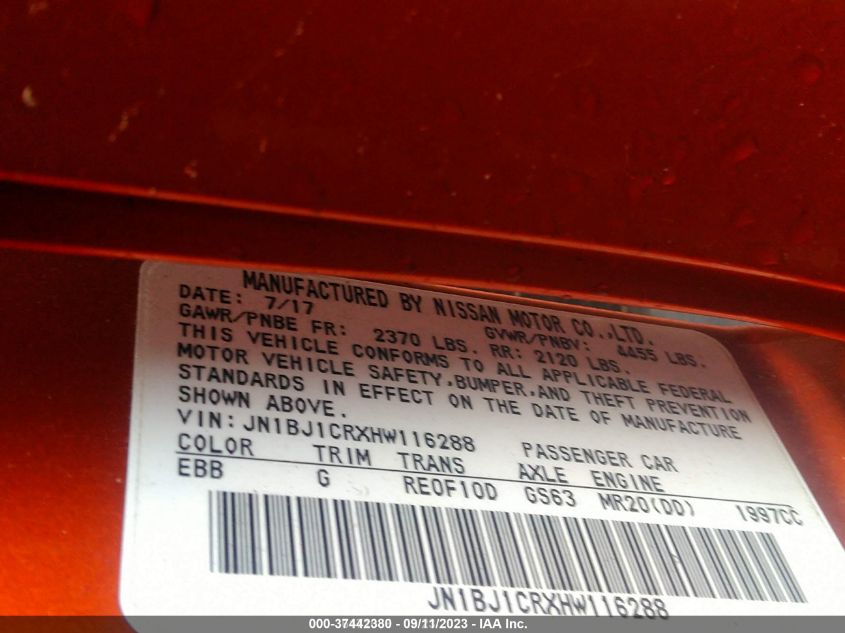 MANUFACTURED BY NISSAN MOTOR CO.,LTD.
DATE: 7/17 GVWR/PNBV: 4455 LBS.
GAWR/PNBE FR: 2370 LBS. RR: 2120 LBS.
THIS VEHICLE CONFORMS TO ALL APPLICABLE FEDERAL
MOTOR VEHICLE SAFETY,BUMPER,AND THEFT PREVENTION
STANDARDS IN EFFECT ON THE DATE OF MANUFACTURE
SHOWN ABOVE.
VIN:JN1BJ1CRXHW116288 PASSENGER CAR
COLOR TRIM TRANS AXLE ENGINE
EBB G RE0F10D GS63 MR20(DD) 1997CC
JN1BJ1CRXHW116288
000-37442380 - 09/11/2023 - IAA Inc.